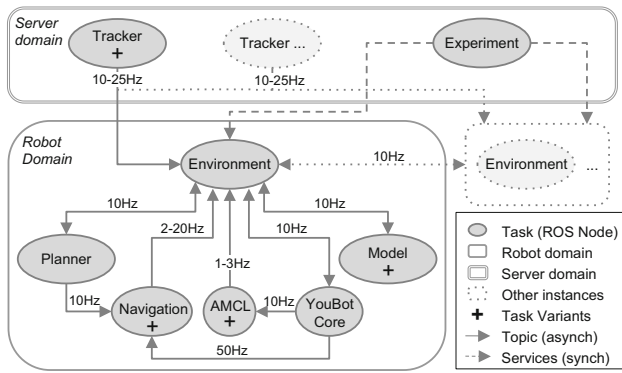 Server
domain
Tracker
+
Tracker ...
Experiment
10-25Hz
10-25Hz
Robot
Domain
Environment
10Hz
Environment
...
10Hz
2-20Hz
10Hz
10Hz
Planner
1-3Hz
Model
+
10Hz
Navigation
+
AMCL
+
10Hz
YouBot
Core
50Hz
Task (ROS Node)
Robot domain
Server domain
Other instances
+ Task Variants
Topic (asynch)
Services (synch)